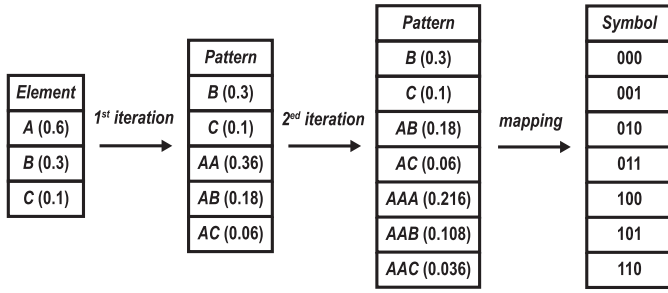 Element
A (0.6)
B (0.3)
C (0.1)
1st iteration
Pattern
B (0.3)
C (0.1)
AA (0.36)
AB (0.18)
AC (0.06)
2ed iteration
Pattern
B (0.3)
C (0.1)
AB (0.18)
AC (0.06)
AAA (0.216)
AAB (0.108)
AAC (0.036)
mapping
Symbol
000
001
010
011
100
101
110